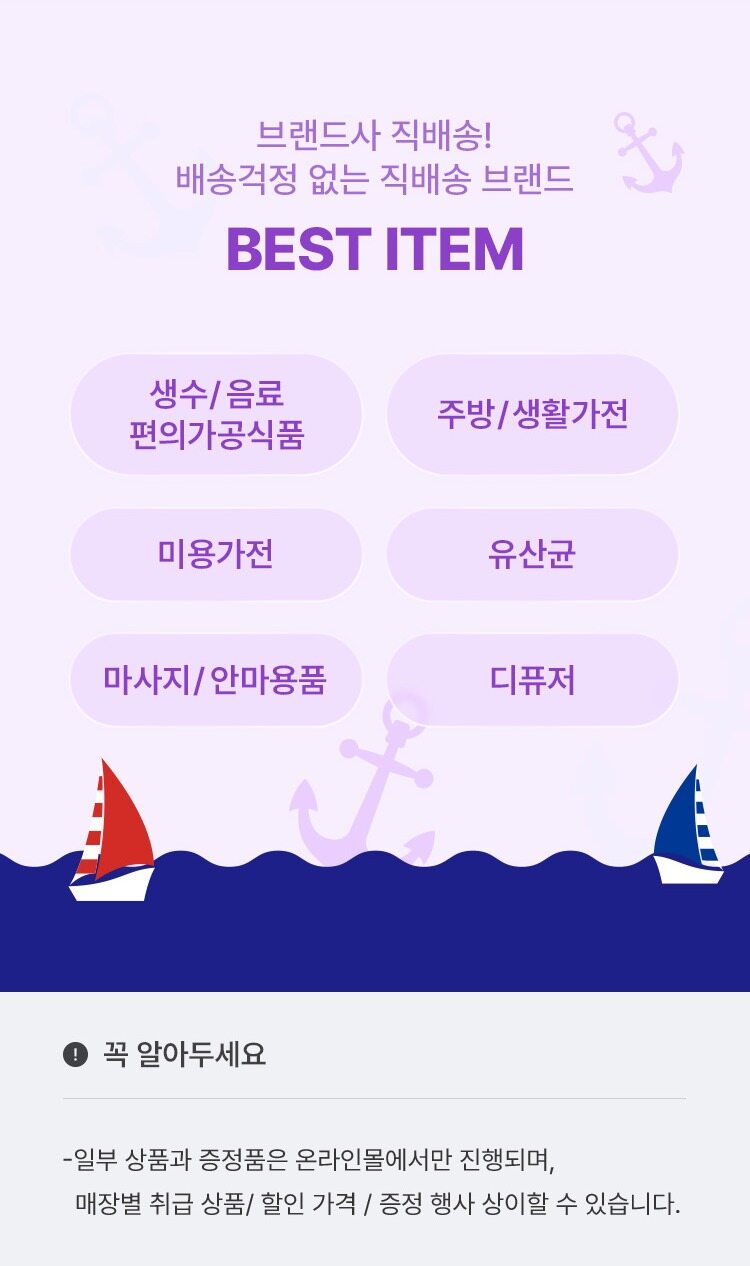 브랜드사 직배송!
배송걱정 없는 직배송 브랜드
BEST ITEM
생수/ 음료
편의가공식품
주방/생활가전
미용가전
유산균
마사지/ 안마용품
디퓨저
! 꼭 알아두세요
-일부 상품과 증정품은 온라인몰에서만 진행되며,
매장별 취급 상품/ 할인 가격 / 증정 행사 상이할 수 있습니다.